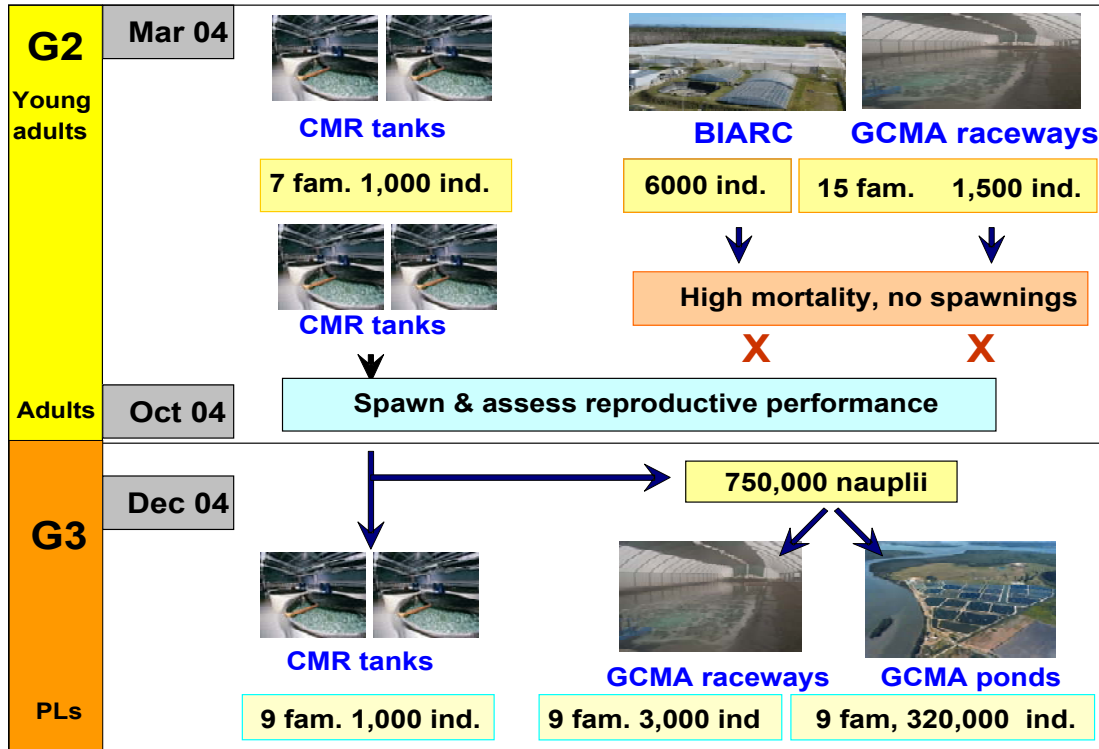 G2
Young
adults
Mar 04
CMR tanks
BIARC
GCMA raceways
7 fam. 1,000 ind.
6000 ind.
15 fam. 1,500 ind.
CMR tanks
High mortality, no spawnings
X X
Adults
Oct 04
Spawn & assess reproductive performance
G3
Dec 04
750,000 nauplii
CMR tanks
GCMA raceways
GCMA ponds
PLs
9 fam. 1,000 ind.
9 fam. 3,000 ind
9 fam, 320,000 ind.